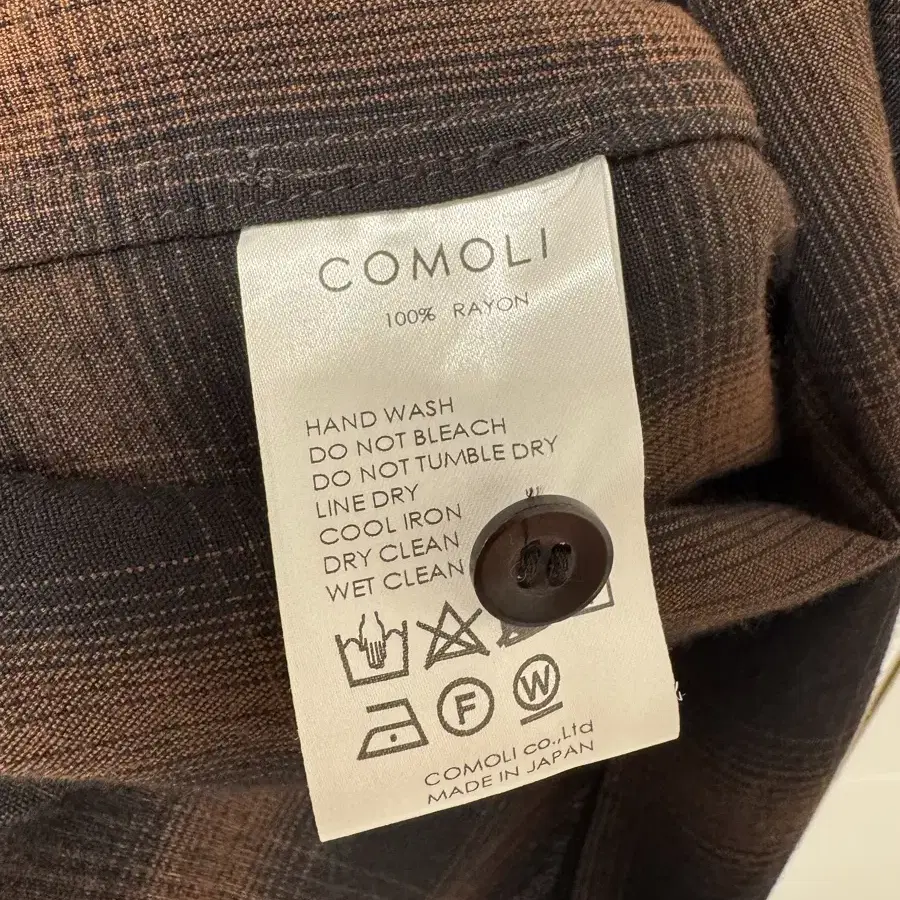 COMOLI
100% RAYON
HAND WASH
DO NOT BLEACH
DO NOT TUMBLE DRY
LINE DRY
COOL IRON
DRY CLEAN
WET CLEAN
F
W
COMOLI co.,Ltd
MADE IN JAPAN